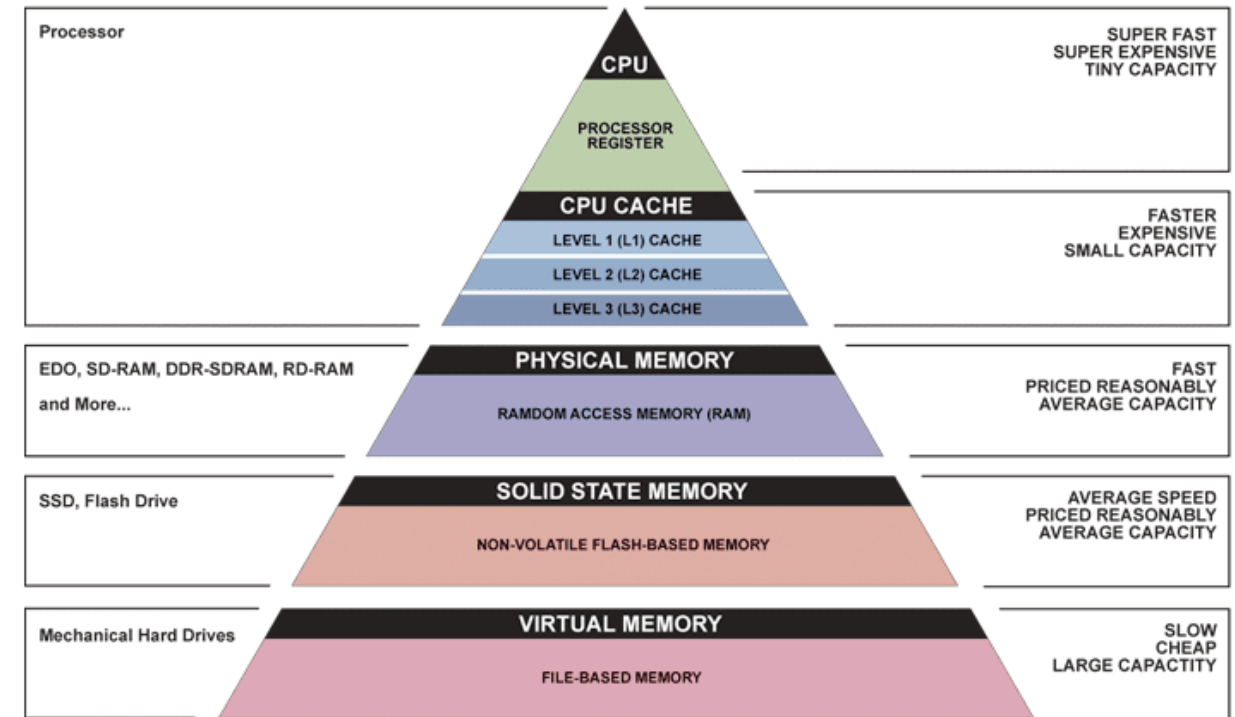 Processor
CPU
SUPER FAST
SUPER EXPENSIVE
TINY CAPACITY
PROCESSOR
REGISTER
CPU CACHE
LEVEL 1 (L1) CACHE
LEVEL 2 (L2) CACHE
LEVEL 3 (L3) CACHE
FASTER
EXPENSIVE
SMALL CAPACITY
EDO, SD-RAM, DDR-SDRAM, RD-RAM
and More...
PHYSICAL MEMORY
RAMDOM ACCESS MEMORY (RAM)
FAST
PRICED REASONABLY
AVERAGE CAPACITY
SSD, Flash Drive
SOLID STATE MEMORY
NON-VOLATILE FLASH-BASED MEMORY
AVERAGE SPEED
PRICED REASONABLY
AVERAGE CAPACITY
Mechanical Hard Drives
VIRTUAL MEMORY
FILE-BASED MEMORY
SLOW
CHEAP
LARGE CAPACTITY